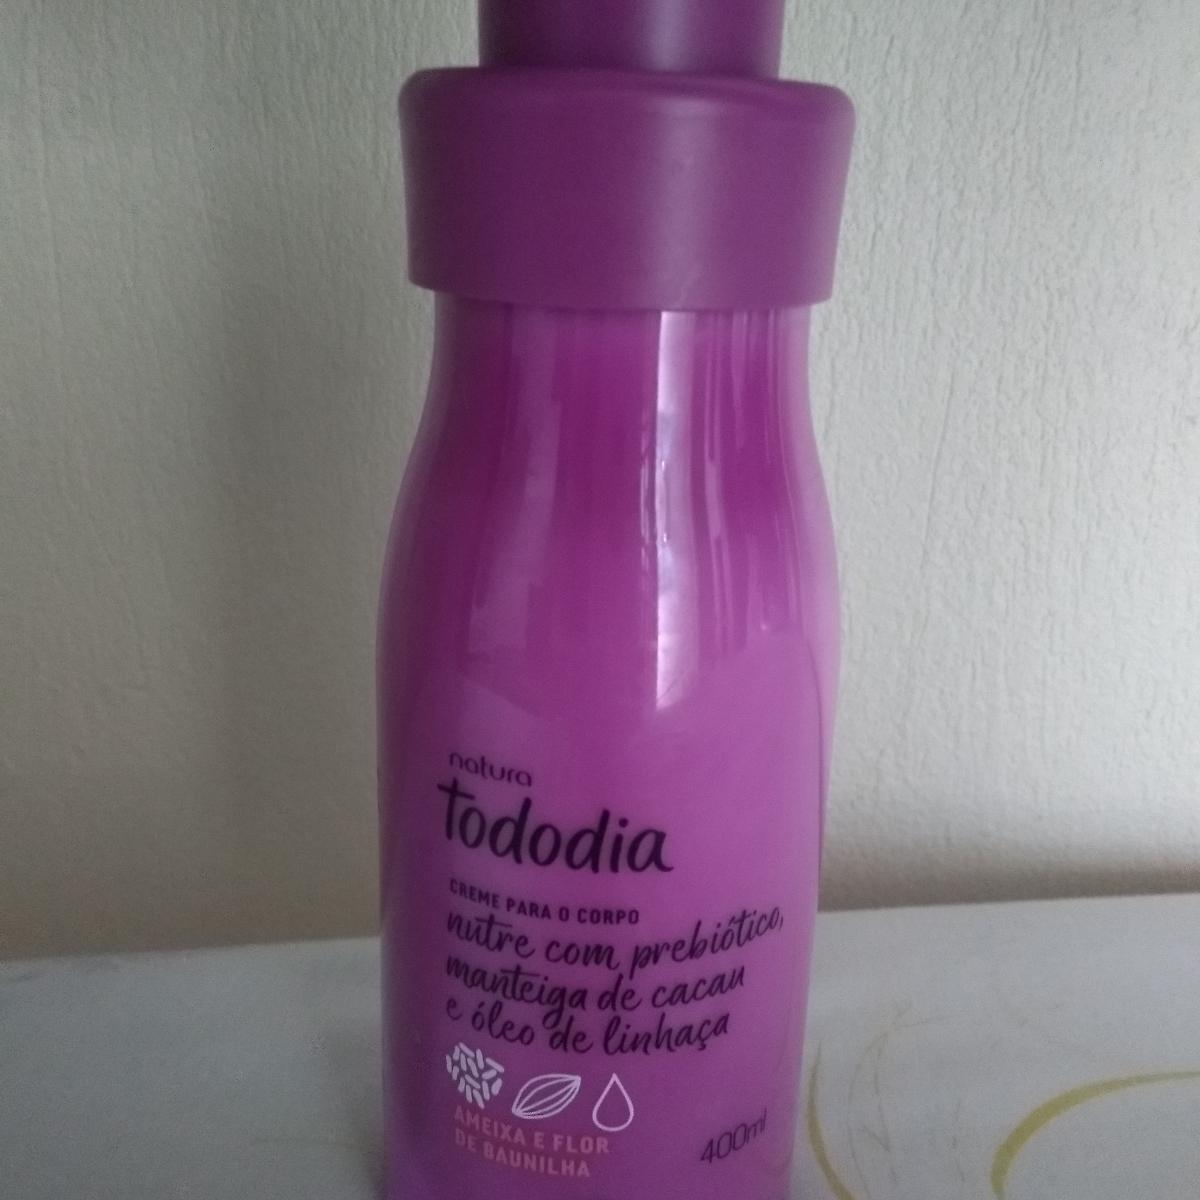 natura
tododia
CREME PARA O CORPO
nutre com prebiótico,
manteiga de cacau
e óleo de linhaça
AMEIXA E FLOR
DE BAUNILHA
400ml